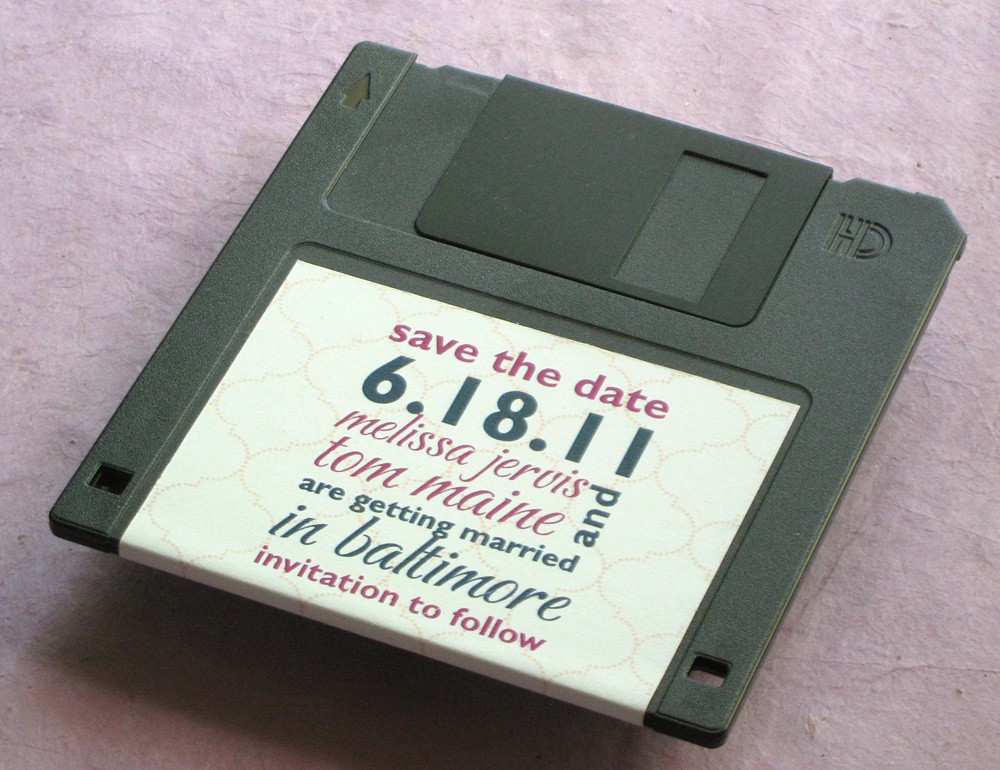 HD
save the date
6.18.11
melissa jervis
and
tom maine
are getting married
in baltimore
invitation to follow